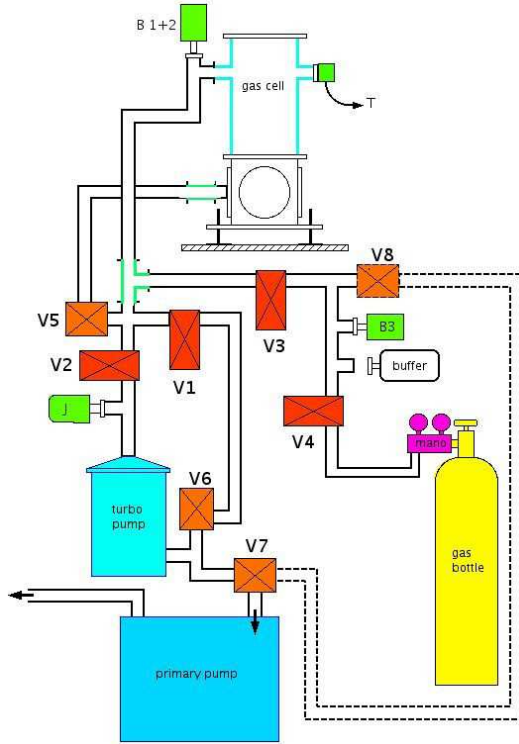 B 1+2
gas cell
T
V8
V5
B3
V3
V2
V1
buffer
J
V4
mano
V6
turbo
pump
V7
gas
bottle
primary pump